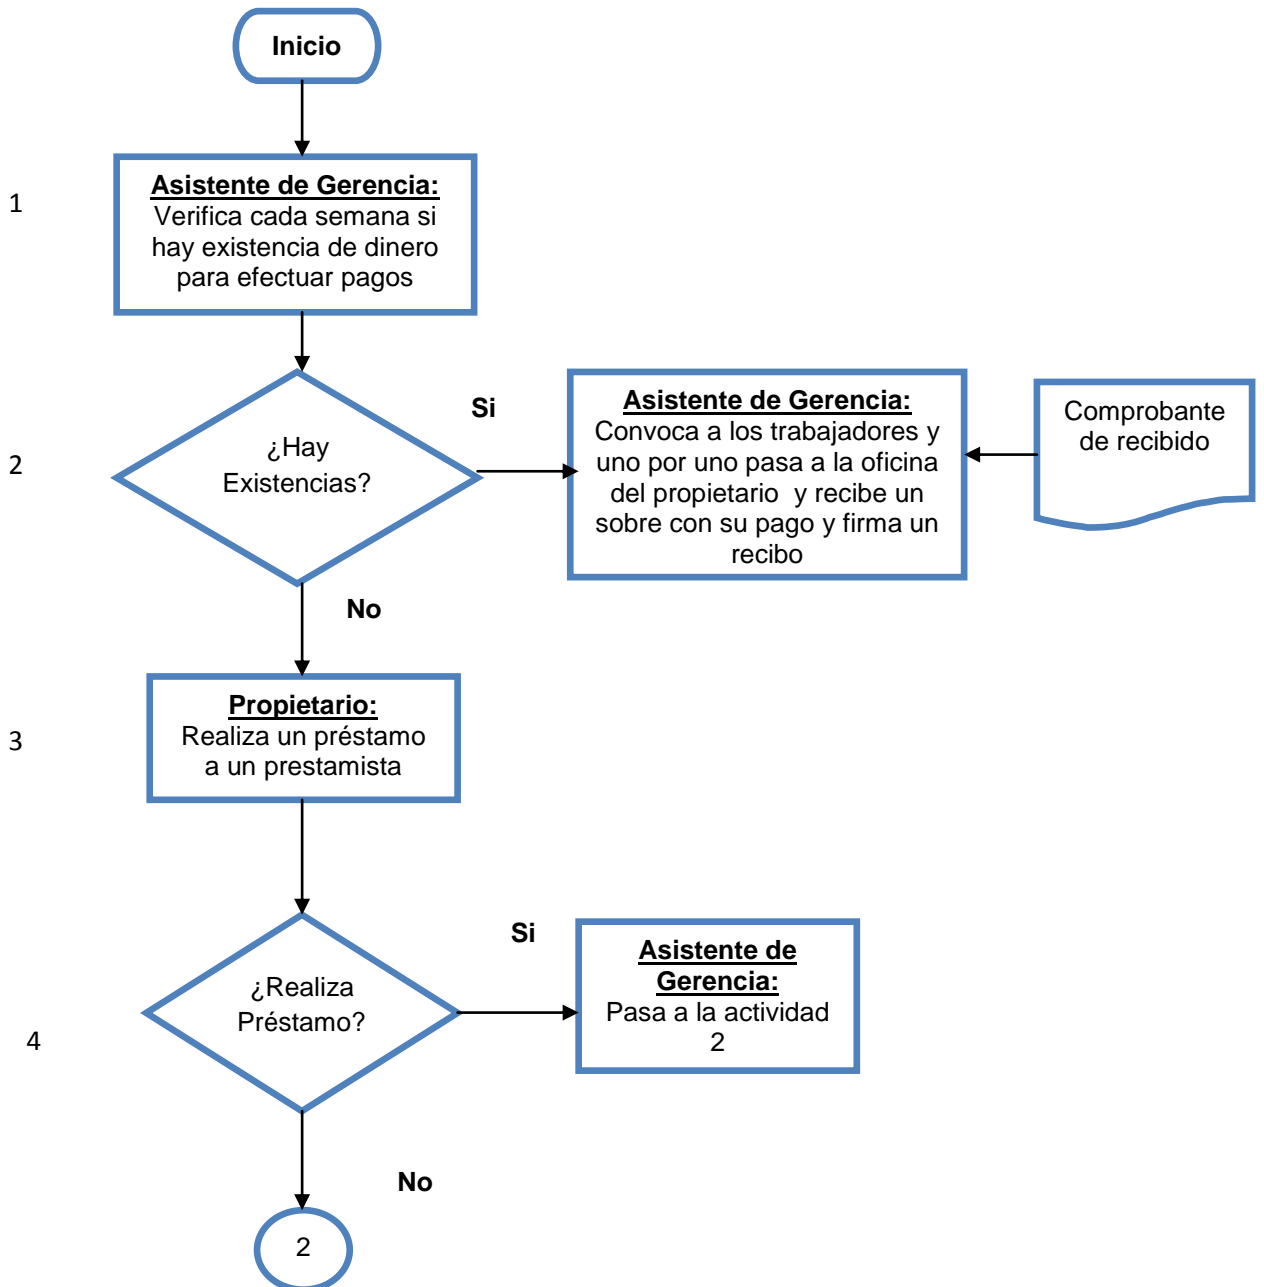 Inicio
1
Asistente de Gerencia:
Verifica cada semana si
hay existencia de dinero
para efectuar pagos
2
¿Hay
Existencias?
Si
Asistente de Gerencia:
Convoca a los trabajadores y
uno por uno pasa a la oficina
del propietario y recibe un
sobre con su pago y firma un
recibo
Comprobante
de recibido
No
3
Propietario:
Realiza un préstamo
a un prestamista
4
¿Realiza
Préstamo?
Si
Asistente de
Gerencia:
Pasa a la actividad
2
No
2